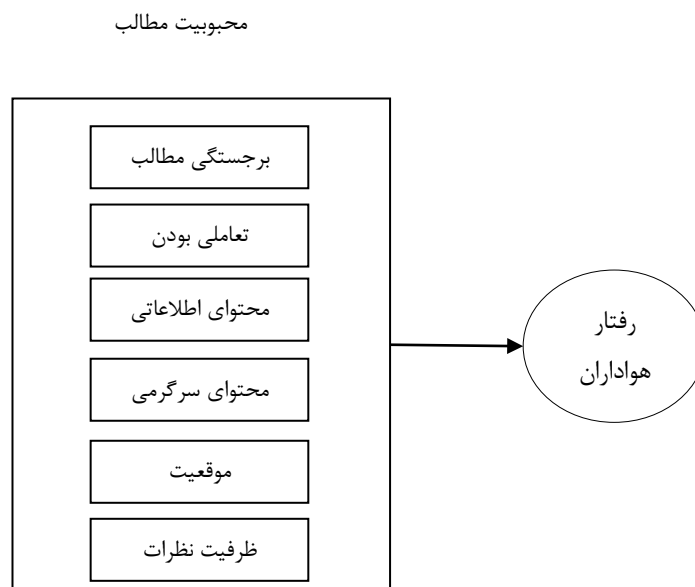 محبوبیت مطالب
برجستگی مطالب
تعاملی بودن
محتوای اطلاعاتی
محتوای سرگرمی
موقعیت
ظرفیت نظرات
رفتار
هواداران